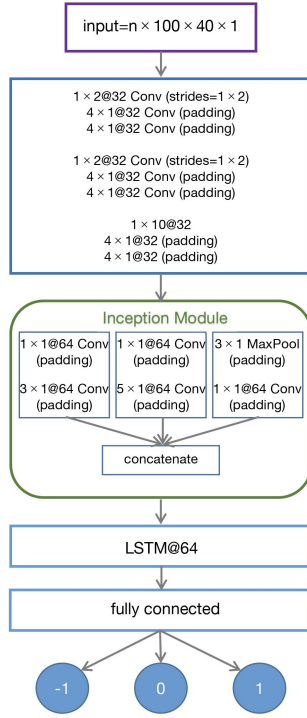 input=n×100×40×1
1×2@32 Conv (strides=1×2)
4×1@32 Conv (padding)
4×1@32 Conv (padding)
1×2@32 Conv (strides=1×2)
4×1@32 Conv (padding)
4×1@32 Conv (padding)
1×10@32
4×1@32 (padding)
4×1@32 (padding)
Inception Module
1×1@64 Conv
(padding)
3×1@64 Conv
(padding)
1×1@64 Conv
(padding)
5×1@64 Conv
(padding)
3×1 MaxPool
(padding)
1×1@64 Conv
(padding)
concatenate
LSTM@64
fully connected
-1
0
1